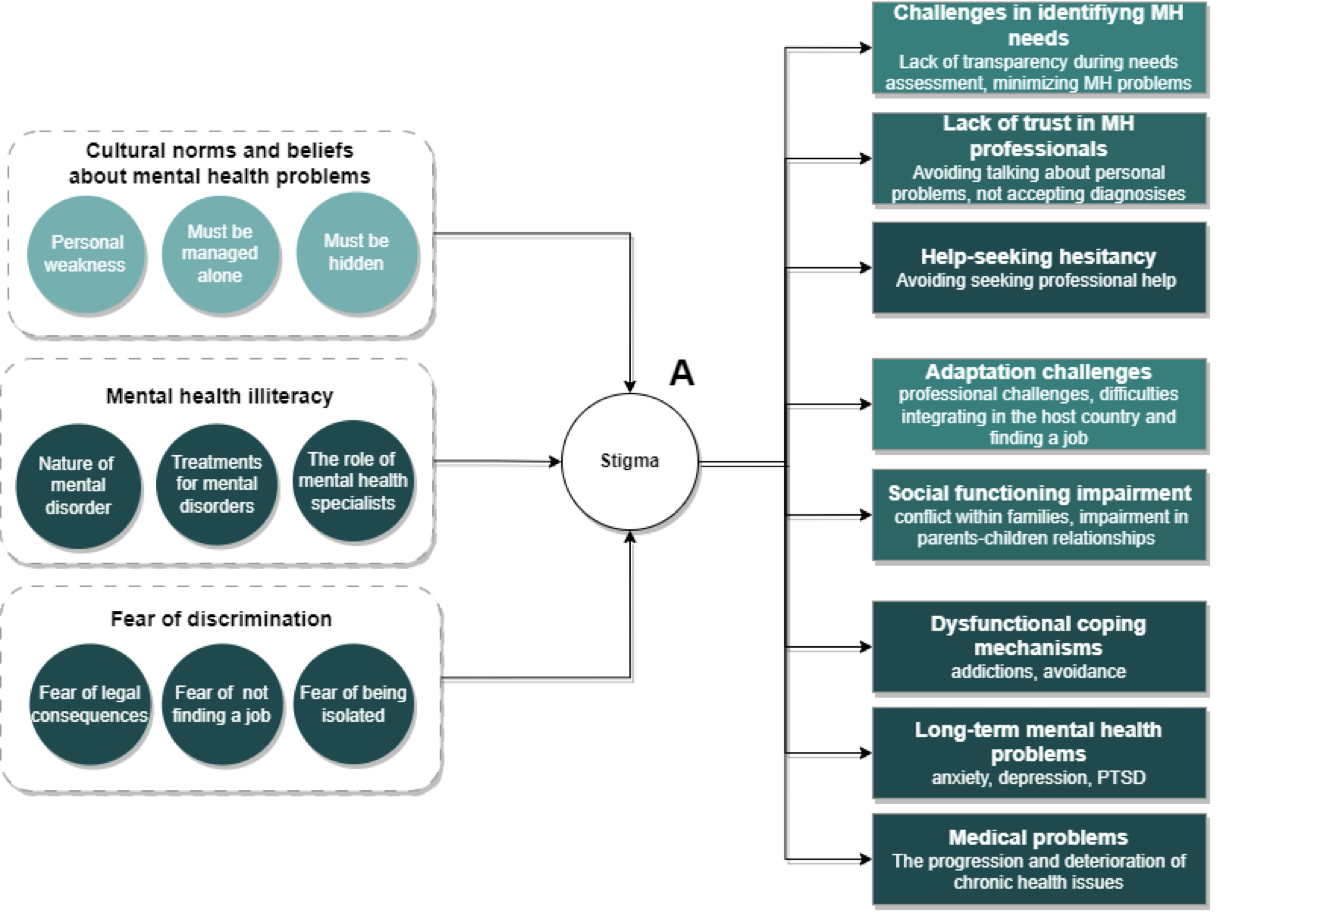 Cultural norms and beliefs
about mental health problems
Personal
weakness
Must be
managed
alone
Must be
hidden
Mental health illiteracy
Nature of
mental
disorder
Treatments
for mental
disorders
The role of
mental health
specialists
Fear of discrimination
Fear of legal
consequences
Fear of not
finding a job
Fear of being
isolated
A
Stigma
Challenges in identifiyng MH
needs
Lack of transparency during needs
assessment, minimizing MH problems
Lack of trust in MH
professionals
Avoiding talking about personal
problems, not accepting diagnosises
Help-seeking hesitancy
Avoiding seeking professional help
Adaptation challenges
professional challenges, difficulties
integrating in the host country and
finding a job
Social functioning impairment
conflict within families, impairment in
parents-children relationships
Dysfunctional coping
mechanisms
addictions, avoidance
Long-term mental health
problems
anxiety, depression, PTSD
Medical problems
The progression and deterioration of
chronic health issues